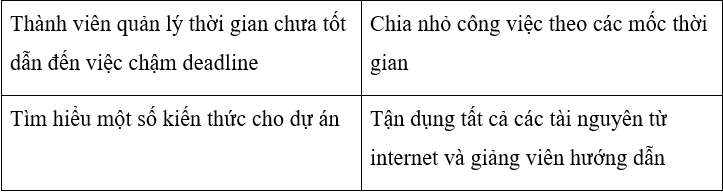 Thành viên quản lý thời gian chưa tốt
dẫn đến việc chậm deadline
Chia nhỏ công việc theo các mốc thời
gian
Tìm hiểu một số kiến thức cho dự án
Tận dụng tất cả các tài nguyên từ
internet và giảng viên hướng dẫn